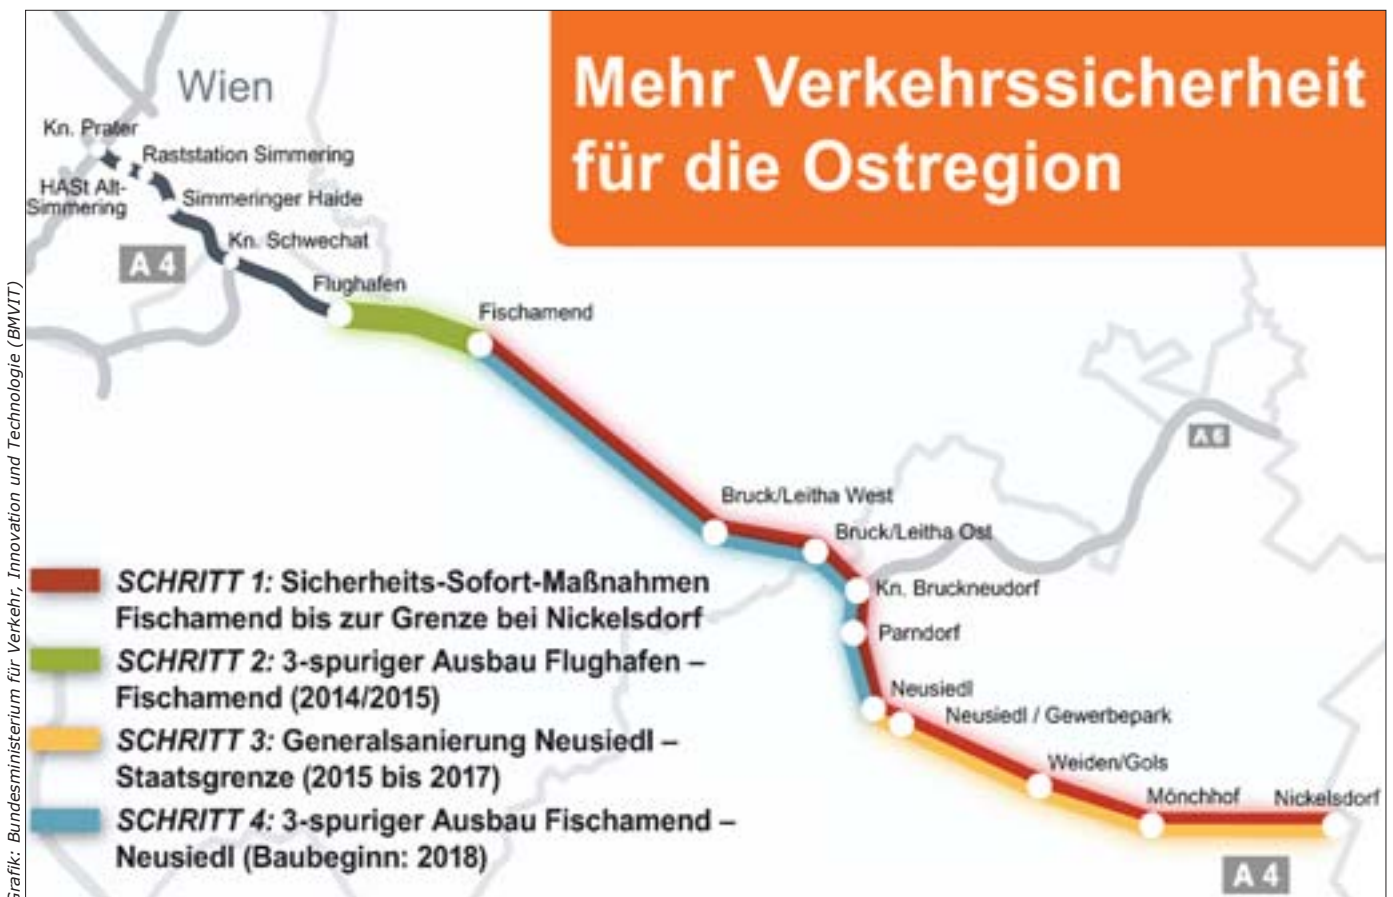 Mehr Verkehrssicherheit
für die Ostregion
Wien
Kn. Prater
Raststation Simmering
HASt Alt-
Simmering
Simmeringer Haide
Kn. Schwechat
A 4
Flughafen
Fischamend
A 6
Bruck/Leitha West
Bruck/Leitha Ost
Kn. Bruckneudorf
Parndorf
Neusiedl
Neusiedl / Gewerbepark
Weiden/Gols
Mönchhof
Nickelsdorf
A 4
SCHRITT 1: Sicherheits-Sofort-Maßnahmen
Fischamend bis zur Grenze bei Nickelsdorf
SCHRITT 2: 3-spuriger Ausbau Flughafen –
Fischamend (2014/2015)
SCHRITT 3: Generalsanierung Neusiedl –
Staatsgrenze (2015 bis 2017)
SCHRITT 4: 3-spuriger Ausbau Fischamend –
Neusiedl (Baubeginn: 2018)
Grafik: Bundesministerium für Verkehr, Innovation und Technologie (BMVIT)